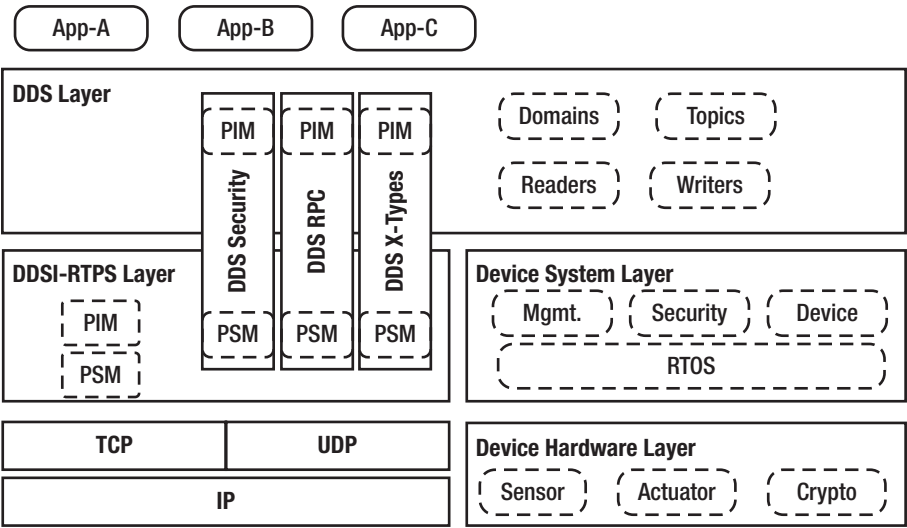 App-A
App-B
App-C
DDS Layer
PIM
PIM
PIM
Domains
Topics
Readers
Writers
DDS Security
DDS RPC
DDS X-Types
DDSI-RTPS Layer
PIM
PSM
PSM
PSM
PSM
Device System Layer
Mgmt.
Security
Device
RTOS
TCP
UDP
IP
Device Hardware Layer
Sensor
Actuator
Crypto